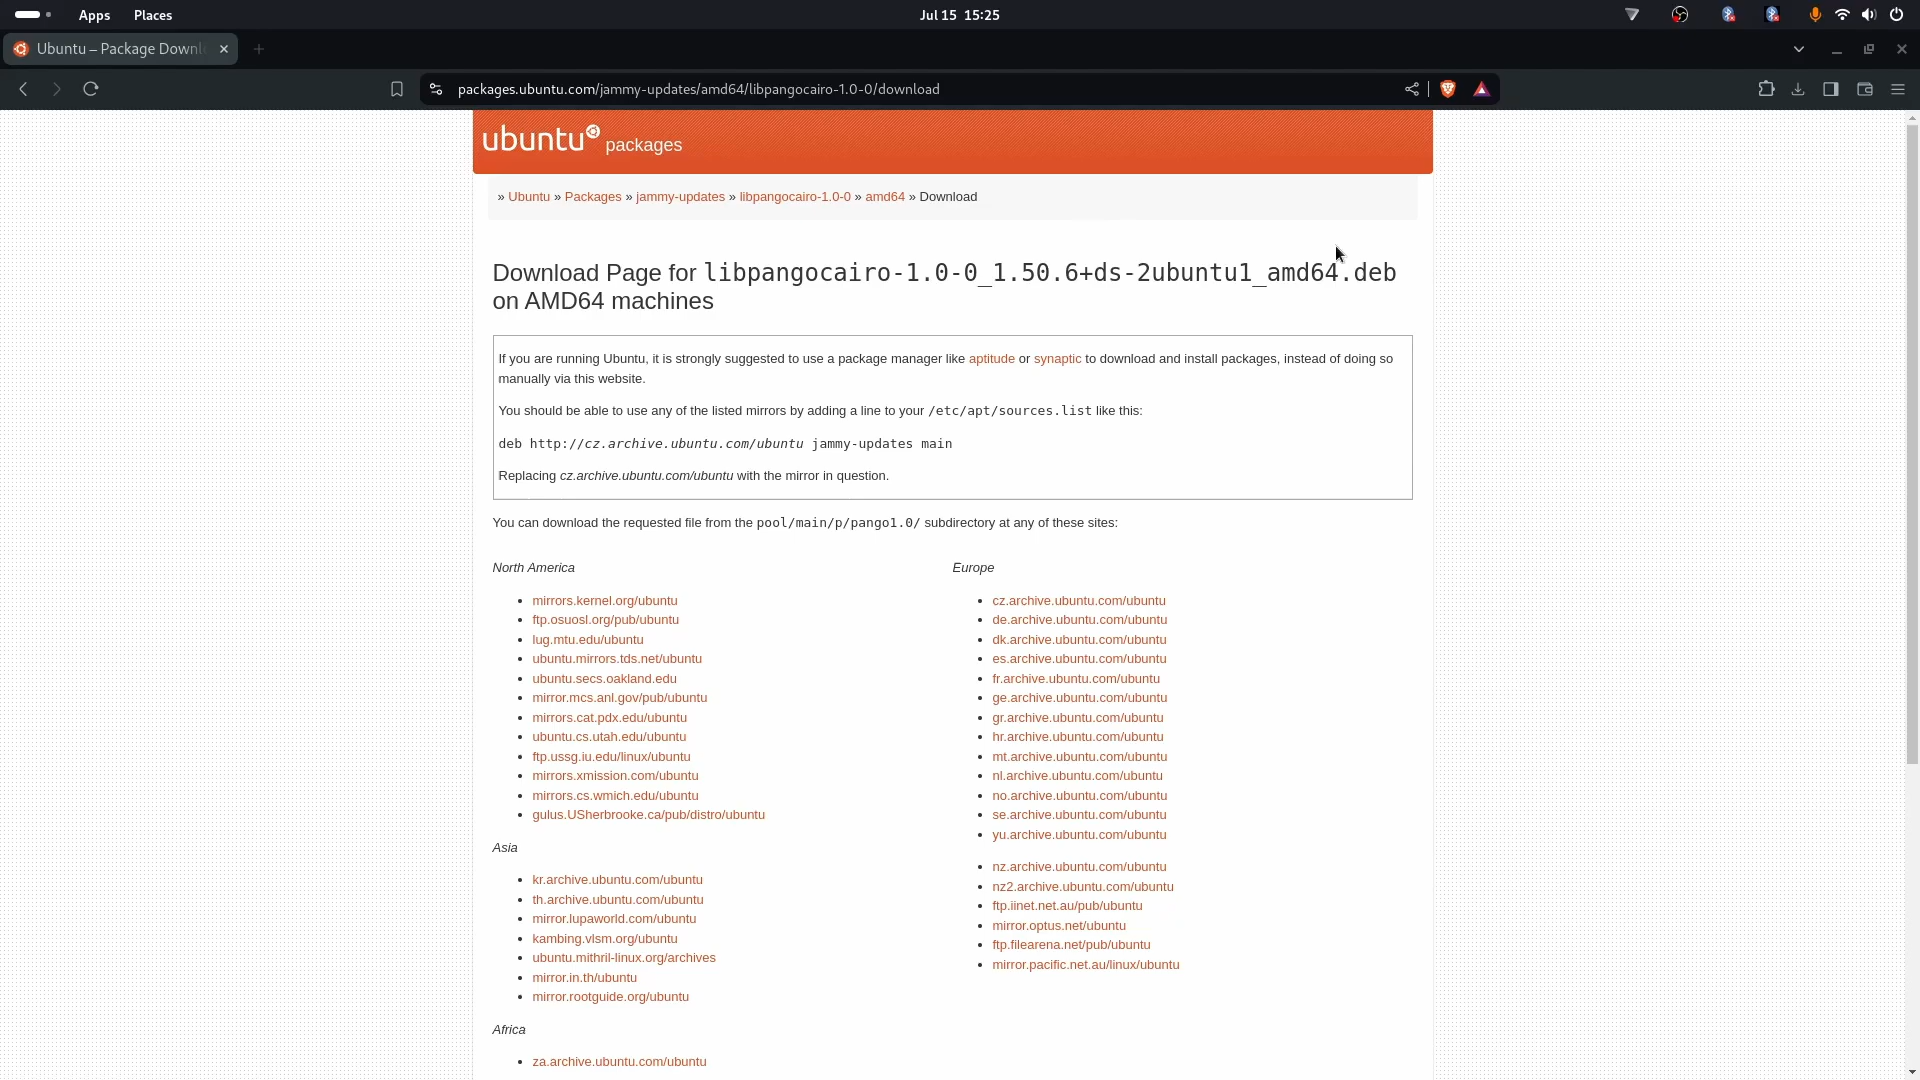 Apps Places Jul 15 15:25
Ubuntu – Package Downl
packages.ubuntu.com/jammy-updates/amd64/libpangocairo-1.0-0/download
ubuntu packages
» Ubuntu » Packages » jammy-updates » libpangocairo-1.0-0 » amd64 » Download
Download Page for libpangocairo-1.0-0_1.50.6+ds-2ubuntu1_amd64.deb
on AMD64 machines
If you are running Ubuntu, it is strongly suggested to use a package manager like aptitude or synaptic to download and install packages, instead of doing so
manually via this website.
You should be able to use any of the listed mirrors by adding a line to your /etc/apt/sources.list like this:
deb http://cz.archive.ubuntu.com/ubuntu jammy-updates main
Replacing cz.archive.ubuntu.com/ubuntu with the mirror in question.
You can download the requested file from the pool/main/p/pango1.0/ subdirectory at any of these sites:
North America
• mirrors.kernel.org/ubuntu
• ftp.osuosl.org/pub/ubuntu
• lug.mtu.edu/ubuntu
• ubuntu.mirrors.tds.net/ubuntu
• ubuntu.secs.oakland.edu
• mirror.mcs.anl.gov/pub/ubuntu
• mirrors.cat.pdx.edu/ubuntu
• ubuntu.cs.utah.edu/ubuntu
• ftp.ussg.iu.edu/linux/ubuntu
• mirrors.xmission.com/ubuntu
• mirrors.cs.wmich.edu/ubuntu
• gulus.USherbrooke.ca/pub/distro/ubuntu
Asia
• kr.archive.ubuntu.com/ubuntu
• th.archive.ubuntu.com/ubuntu
• mirror.lupaworld.com/ubuntu
• kambing.vlsm.org/ubuntu
• ubuntu.mithril-linux.org/archives
• mirror.in.th/ubuntu
• mirror.rootguide.org/ubuntu
Africa
• za.archive.ubuntu.com/ubuntu
Europe
• cz.archive.ubuntu.com/ubuntu
• de.archive.ubuntu.com/ubuntu
• dk.archive.ubuntu.com/ubuntu
• es.archive.ubuntu.com/ubuntu
• fr.archive.ubuntu.com/ubuntu
• ge.archive.ubuntu.com/ubuntu
• gr.archive.ubuntu.com/ubuntu
• hr.archive.ubuntu.com/ubuntu
• mt.archive.ubuntu.com/ubuntu
• nl.archive.ubuntu.com/ubuntu
• no.archive.ubuntu.com/ubuntu
• se.archive.ubuntu.com/ubuntu
• yu.archive.ubuntu.com/ubuntu
• nz.archive.ubuntu.com/ubuntu
• nz2.archive.ubuntu.com/ubuntu
• ftp.iinet.net.au/pub/ubuntu
• mirror.optus.net/ubuntu
• ftp.filearena.net/pub/ubuntu
• mirror.pacific.net.au/linux/ubuntu